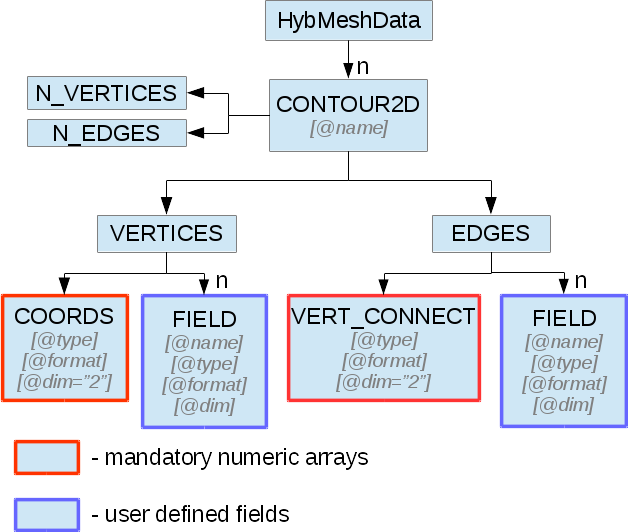 HybMeshData
n
N_VERTICES
CONTOUR2D
[@name]
N_EDGES
VERTICES
EDGES
n
n
COORDS
[@type]
[@format]
[@dim="2"]
FIELD
[@name]
[@type]
[@format]
[@dim]
VERT_CONNECT
[@type]
[@format]
[@dim="2"]
FIELD
[@name]
[@type]
[@format]
[@dim]
- mandatory numeric arrays
- user defined fields